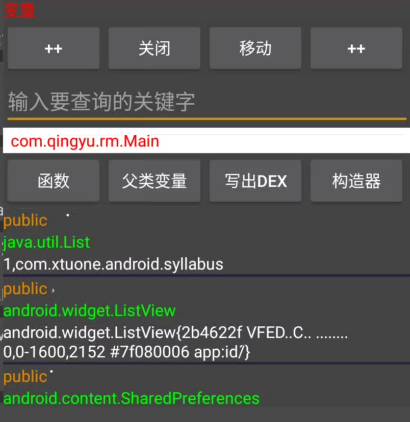 变量
++ 关闭 移动 ++
输入要查询的关键字
com.qingyu.rm.Main
函数 父类变量 写出DEX 构造器
public
java.util.List
1,com.xtuone.android.syllabus
public
android.widget.ListView
android.widget.ListView{2b4622f VFED..C.. ........
0,0-1600,2152 #7f080006 app:id/}
public
android.content.SharedPreferences